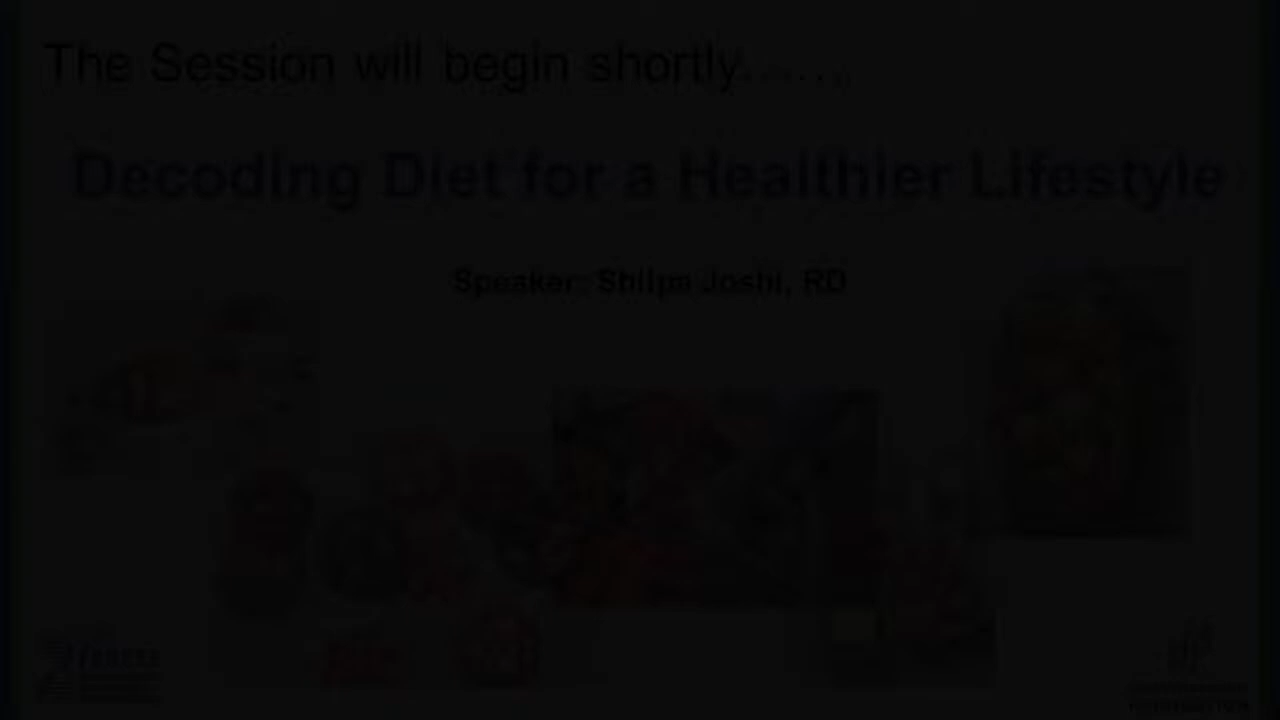 The Session will begin shortly.......
Decoding Diet for a Healthier Lifestyle
Speaker: Shilpa Joshi, RD